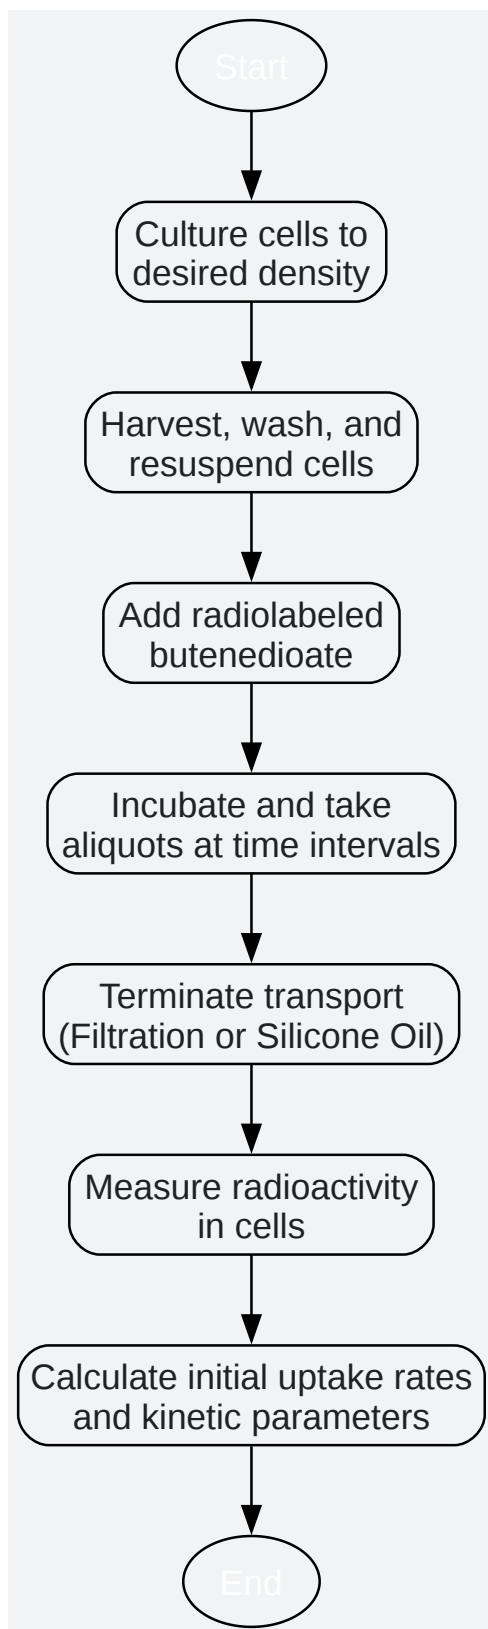 Start
Culture cells to
desired density
Harvest, wash, and
resuspend cells
Add radiolabeled
butenedioate
Incubate and take
aliquots at time intervals
Terminate transport
(Filtration or Silicone Oil)
Measure radioactivity
in cells
Calculate initial uptake rates
and kinetic parameters
End